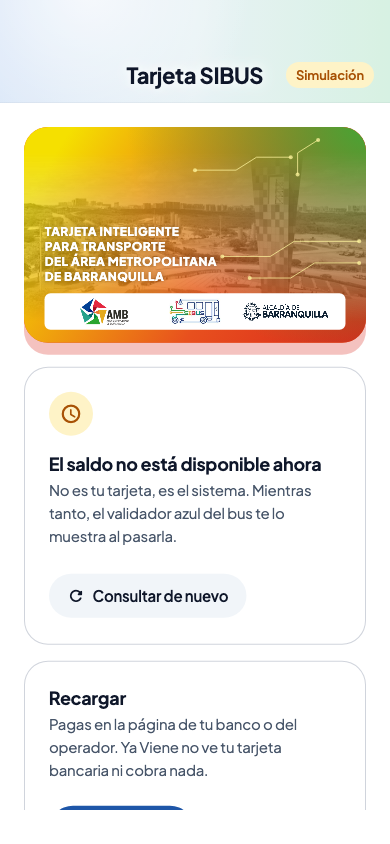 Tarjeta SIBUS
Simulación
TARJETA INTELIGENTE
PARA TRANSPORTE
DEL ÁREA METROPOLITANA
DE BARRANQUILLA
AMB
SIBUS
ALCALDÍA DE
BARRANQUILLA
El saldo no está disponible ahora
No es tu tarjeta, es el sistema. Mientras
tanto, el validador azul del bus te lo
muestra al pasarla.
Consultar de nuevo
Recargar
Pagas en la página de tu banco o del
operador. Ya Viene no ve tu tarjeta
bancaria ni cobra nada.